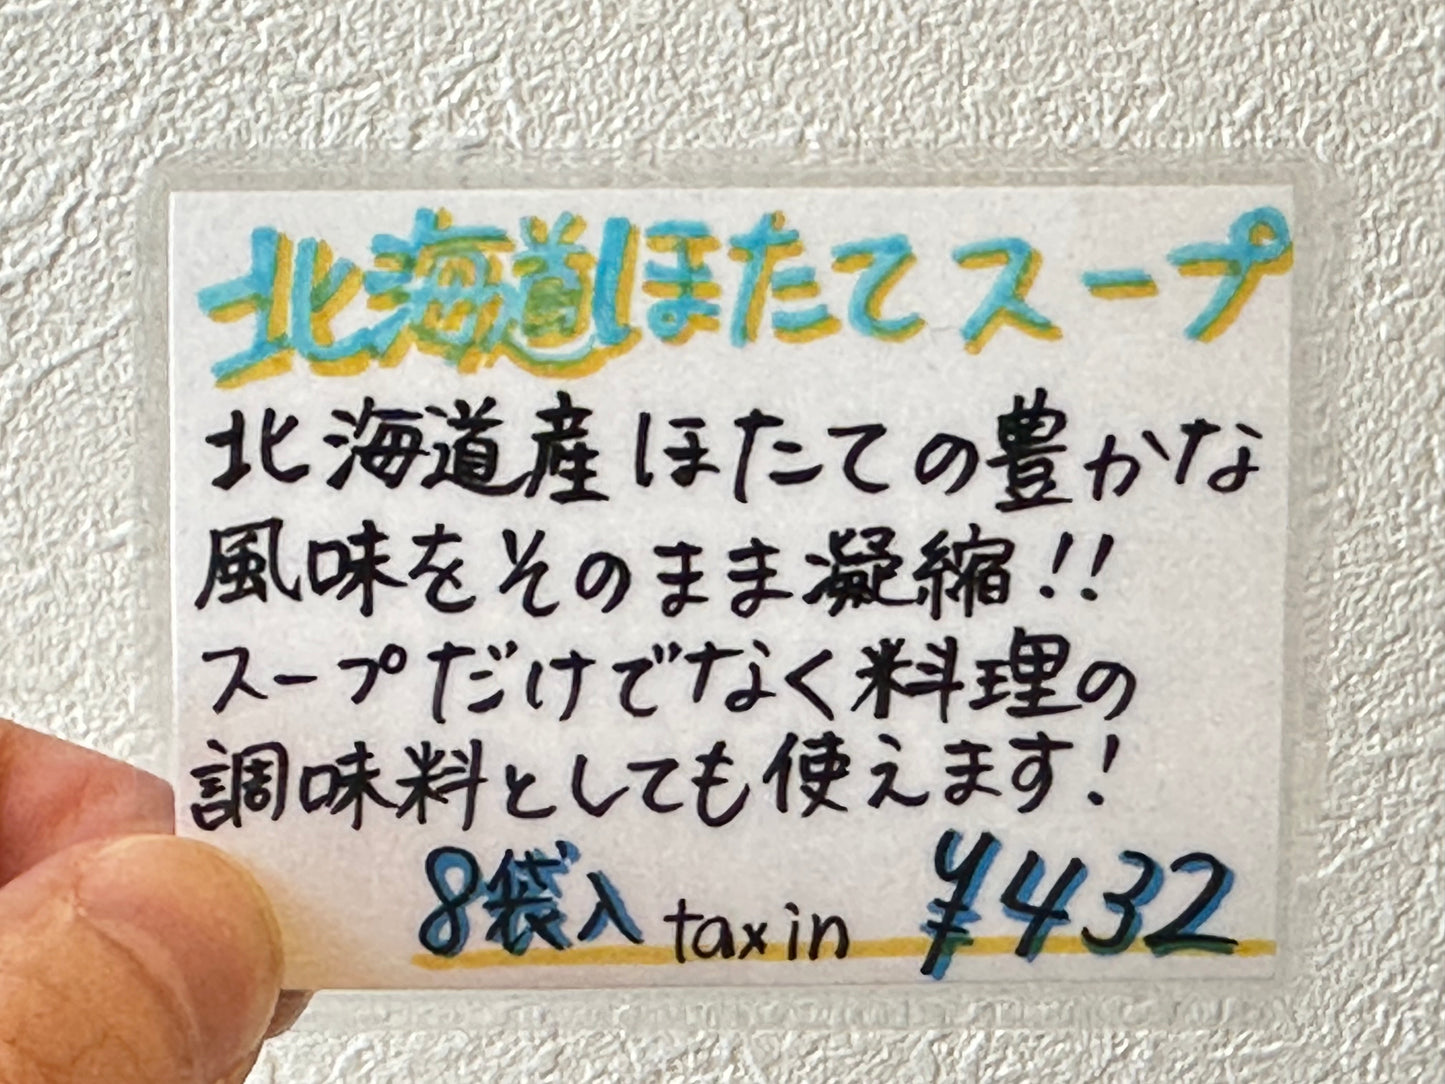 北海道ほたてスープ
北海道産ほたての豊かな
風味をそのまま凝縮!!
スープだけでなく料理の
調味料としても使えます!
8袋入 tax in ¥432